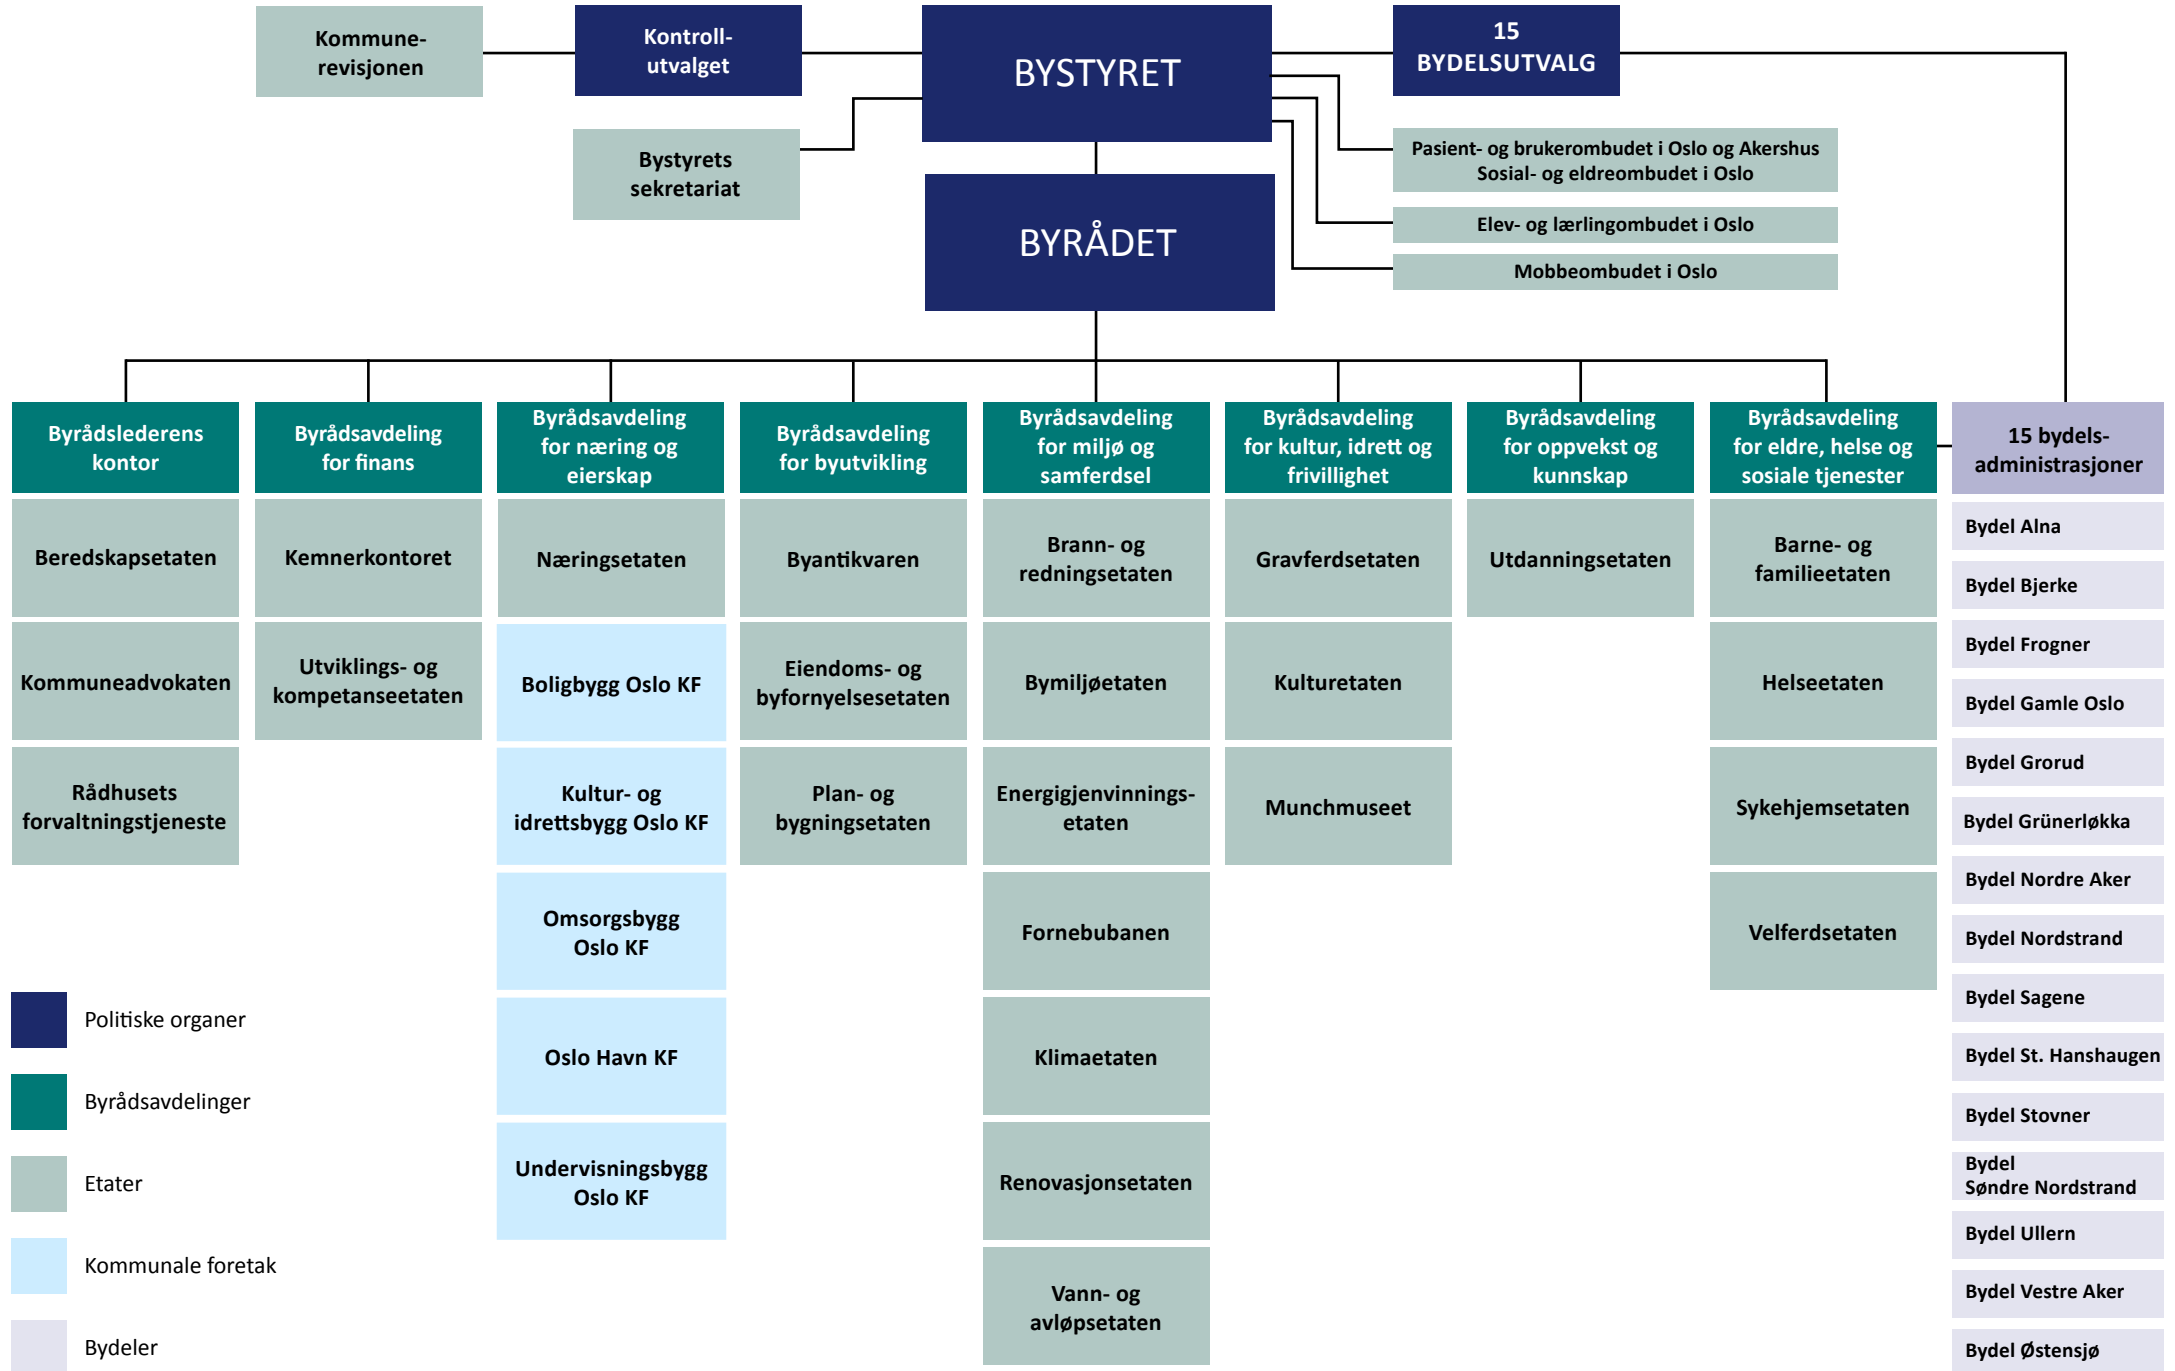 Kommune-
revisjonen
Kontroll-
utvalget
BYSTYRET
15
BYDELSUTVALG
Bystyrets
sekretariat
Pasient- og brukerombudet i Oslo og Akershus
Sosial- og eldreombudet i Oslo
Elev- og lærlingombudet i Oslo
Mobbeombudet i Oslo
BYRÅDET
Byrådslederens
kontor
Beredskapsetaten
Kommuneadvokaten
Rådhusets
forvaltningstjeneste
Byrådsavdeling
for finans
Kemnerkontoret
Utviklings- og
kompetanseetaten
Byrådsavdeling
for næring og
eierskap
Næringsetaten
Boligbygg Oslo KF
Kultur- og
idrettsbygg Oslo KF
Omsorgsbygg
Oslo KF
Oslo Havn KF
Undervisningsbygg
Oslo KF
Byrådsavdeling
for byutvikling
Byantikvaren
Eiendoms- og
byfornyelsesetaten
Plan- og
bygningsetaten
Byrådsavdeling
for miljø og
samferdsel
Brann- og
redningsetaten
Bymiljøetaten
Energigjenvinnings-
etaten
Fornebubanen
Klimaetaten
Renovasjonsetaten
Vann- og
avløpsetaten
Byrådsavdeling
for kultur, idrett og
frivillighet
Gravferdsetaten
Kulturetaten
Munchmuseet
Byrådsavdeling
for oppvekst og
kunnskap
Utdanningsetaten
Byrådsavdeling
for eldre, helse og
sosiale tjenester
Barne- og
familieetaten
Helseetaten
Sykehjemsetaten
Velferdsetaten
15 bydels-
administrasjoner
Bydel Alna
Bydel Bjerke
Bydel Frogner
Bydel Gamle Oslo
Bydel Grorud
Bydel Grünerløkka
Bydel Nordre Aker
Bydel Nordstrand
Bydel Sagene
Bydel St. Hanshaugen
Bydel Stovner
Bydel
Søndre Nordstrand
Bydel Ullern
Bydel Vestre Aker
Bydel Østensjø
Politiske organer
Byrådsavdelinger
Etater
Kommunale foretak
Bydeler